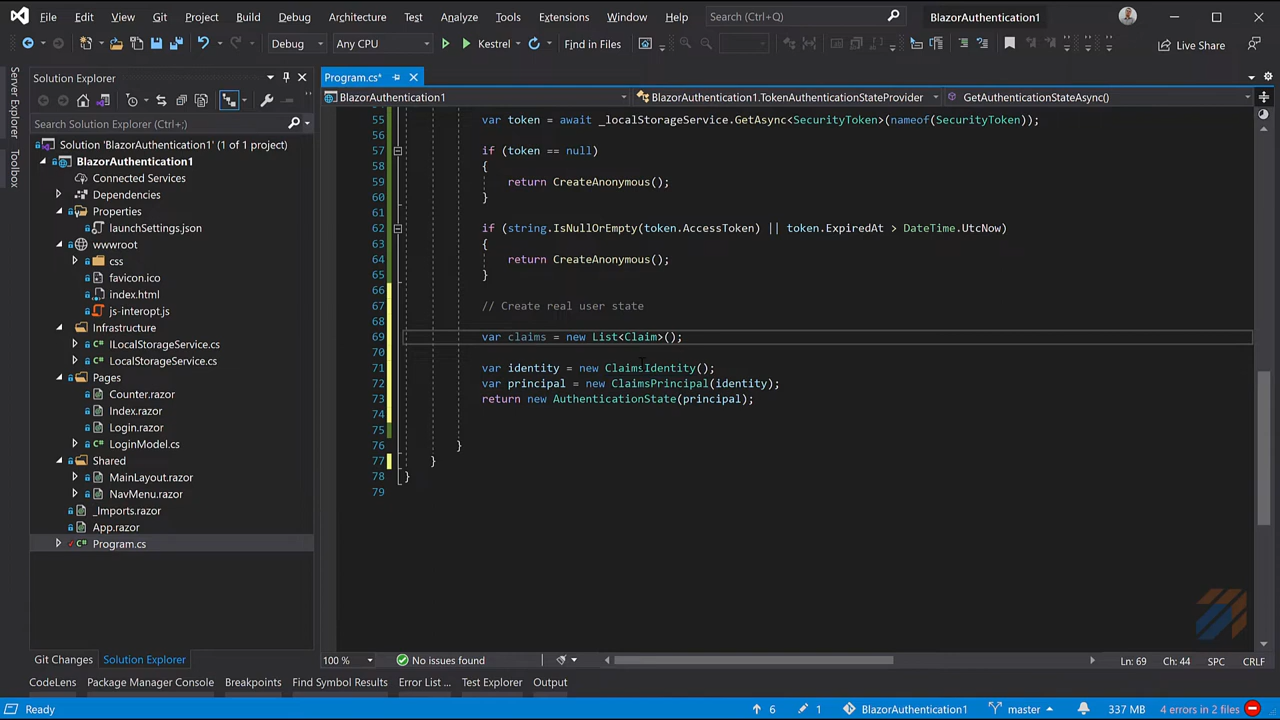 File Edit View Git Project Build Debug Architecture Test Analyze Tools Extensions Window Help Search (Ctrl+Q) BlazorAuthentication1
Debug Any CPU Kestrel Find in Files Live Share
Server Explorer
Toolbox
Solution Explorer
Search Solution Explorer (Ctrl+;)
Solution 'BlazorAuthentication1' (1 of 1 project)
BlazorAuthentication1
Connected Services
Dependencies
Properties
launchSettings.json
wwwroot
css
favicon.ico
index.html
js-interopt.js
Infrastructure
ILocalStorageService.cs
LocalStorageService.cs
Pages
Counter.razor
Index.razor
Login.razor
LoginModel.cs
Shared
MainLayout.razor
NavMenu.razor
_Imports.razor
App.razor
C# Program.cs
Git Changes Solution Explorer
Program.cs*
BlazorAuthentication1 BlazorAuthentication1.TokenAuthenticationStateProvider GetAuthenticationStateAsync()
55 var token = await _localStorageService.GetAsync<SecurityToken>(nameof(SecurityToken));
56
57 if (token == null)
58 {
59 return CreateAnonymous();
60 }
61
62 if (string.IsNullOrEmpty(token.AccessToken) || token.ExpiredAt > DateTime.UtcNow)
63 {
64 return CreateAnonymous();
65 }
66
67 // Create real user state
68
69 var claims = new List<Claim>();
70
71 var identity = new ClaimsIdentity();
72 var principal = new ClaimsPrincipal(identity);
73 return new AuthenticationState(principal);
74
75
76 }
77 }
78 }
79
100 % No issues found Ln: 69 Ch: 44 SPC CRLF
CodeLens Package Manager Console Breakpoints Find Symbol Results Error List ... Test Explorer Output
Ready 6 1 BlazorAuthentication1 master 337 MB 4 errors in 2 files